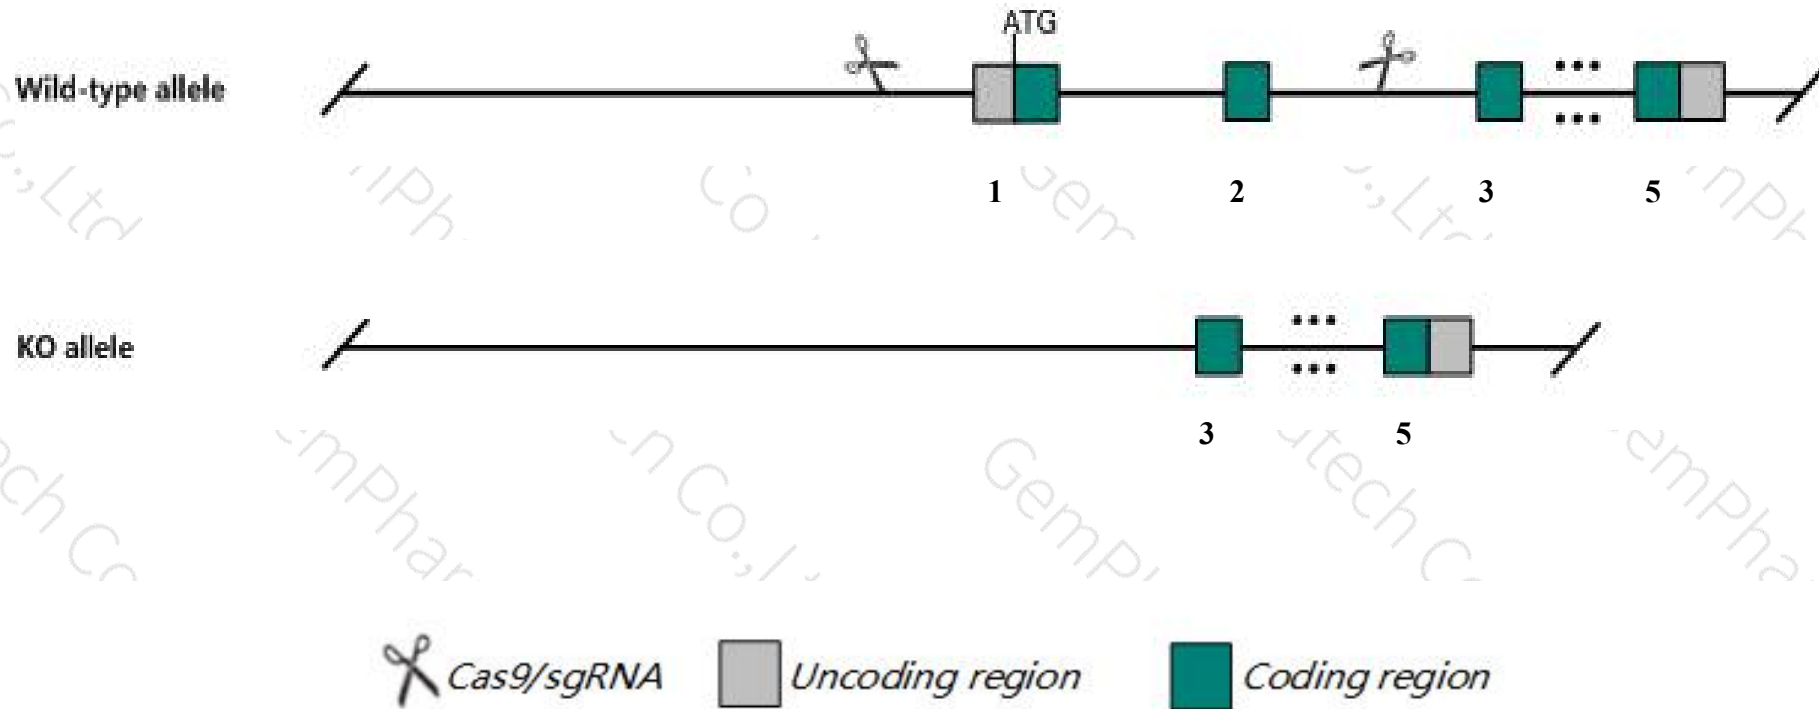 ATG
Wild-type allele
1 2 3 5
KO allele
3 5
Cas9/sgRNA Uncoding region Coding region